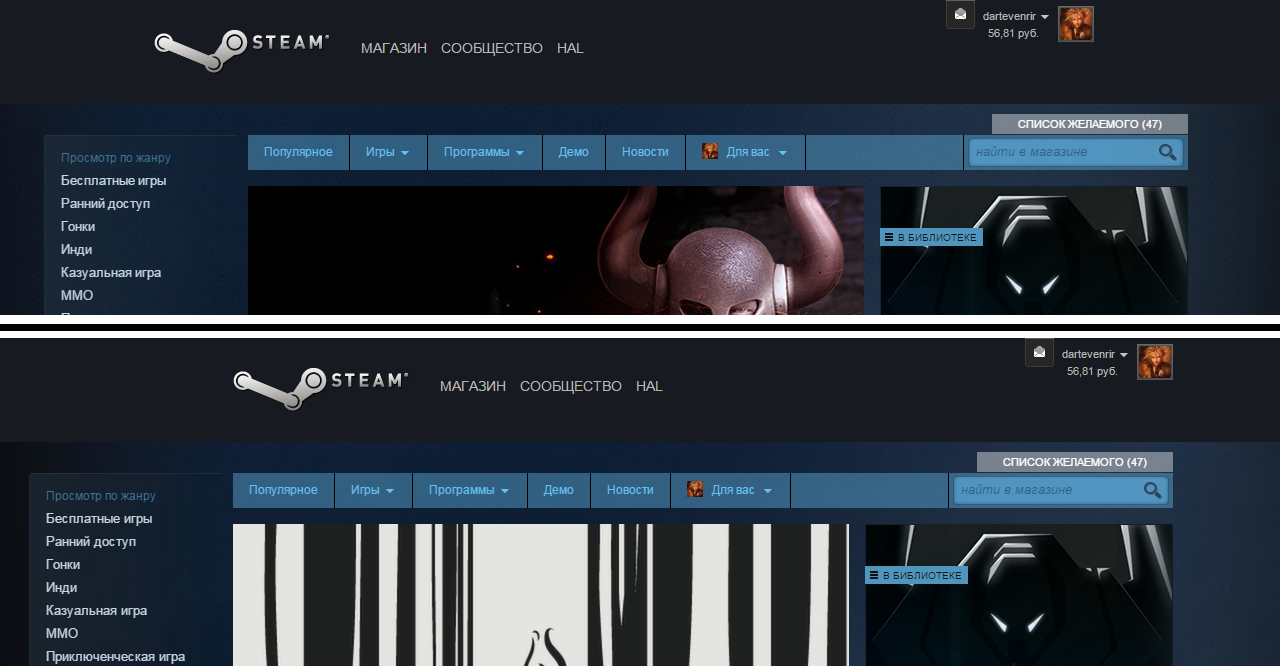 dartevenrir
STEAM®
МАГАЗИН СООБЩЕСТВО HAL
56,81 руб.
СПИСОК ЖЕЛАЕМОГО (47)
Популярное Игры Программы Демо Новости Для вас найти в магазине
Просмотр по жанру
Бесплатные игры
Ранний доступ
Гонки
Инди
Казуальная игра
ММО
В БИБЛИОТЕКЕ
dartevenrir
STEAM®
МАГАЗИН СООБЩЕСТВО HAL
56,81 руб.
СПИСОК ЖЕЛАЕМОГО (47)
Популярное Игры Программы Демо Новости Для вас найти в магазине
Просмотр по жанру
Бесплатные игры
Ранний доступ
Гонки
Инди
Казуальная игра
ММО
Приключенческая игра
В БИБЛИОТЕКЕ